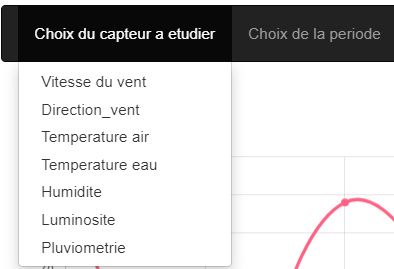 Choix du capteur a etudier
Choix de la periode
Vitesse du vent
Direction_vent
Temperature air
Temperature eau
Humidite
Luminosite
Pluviometrie